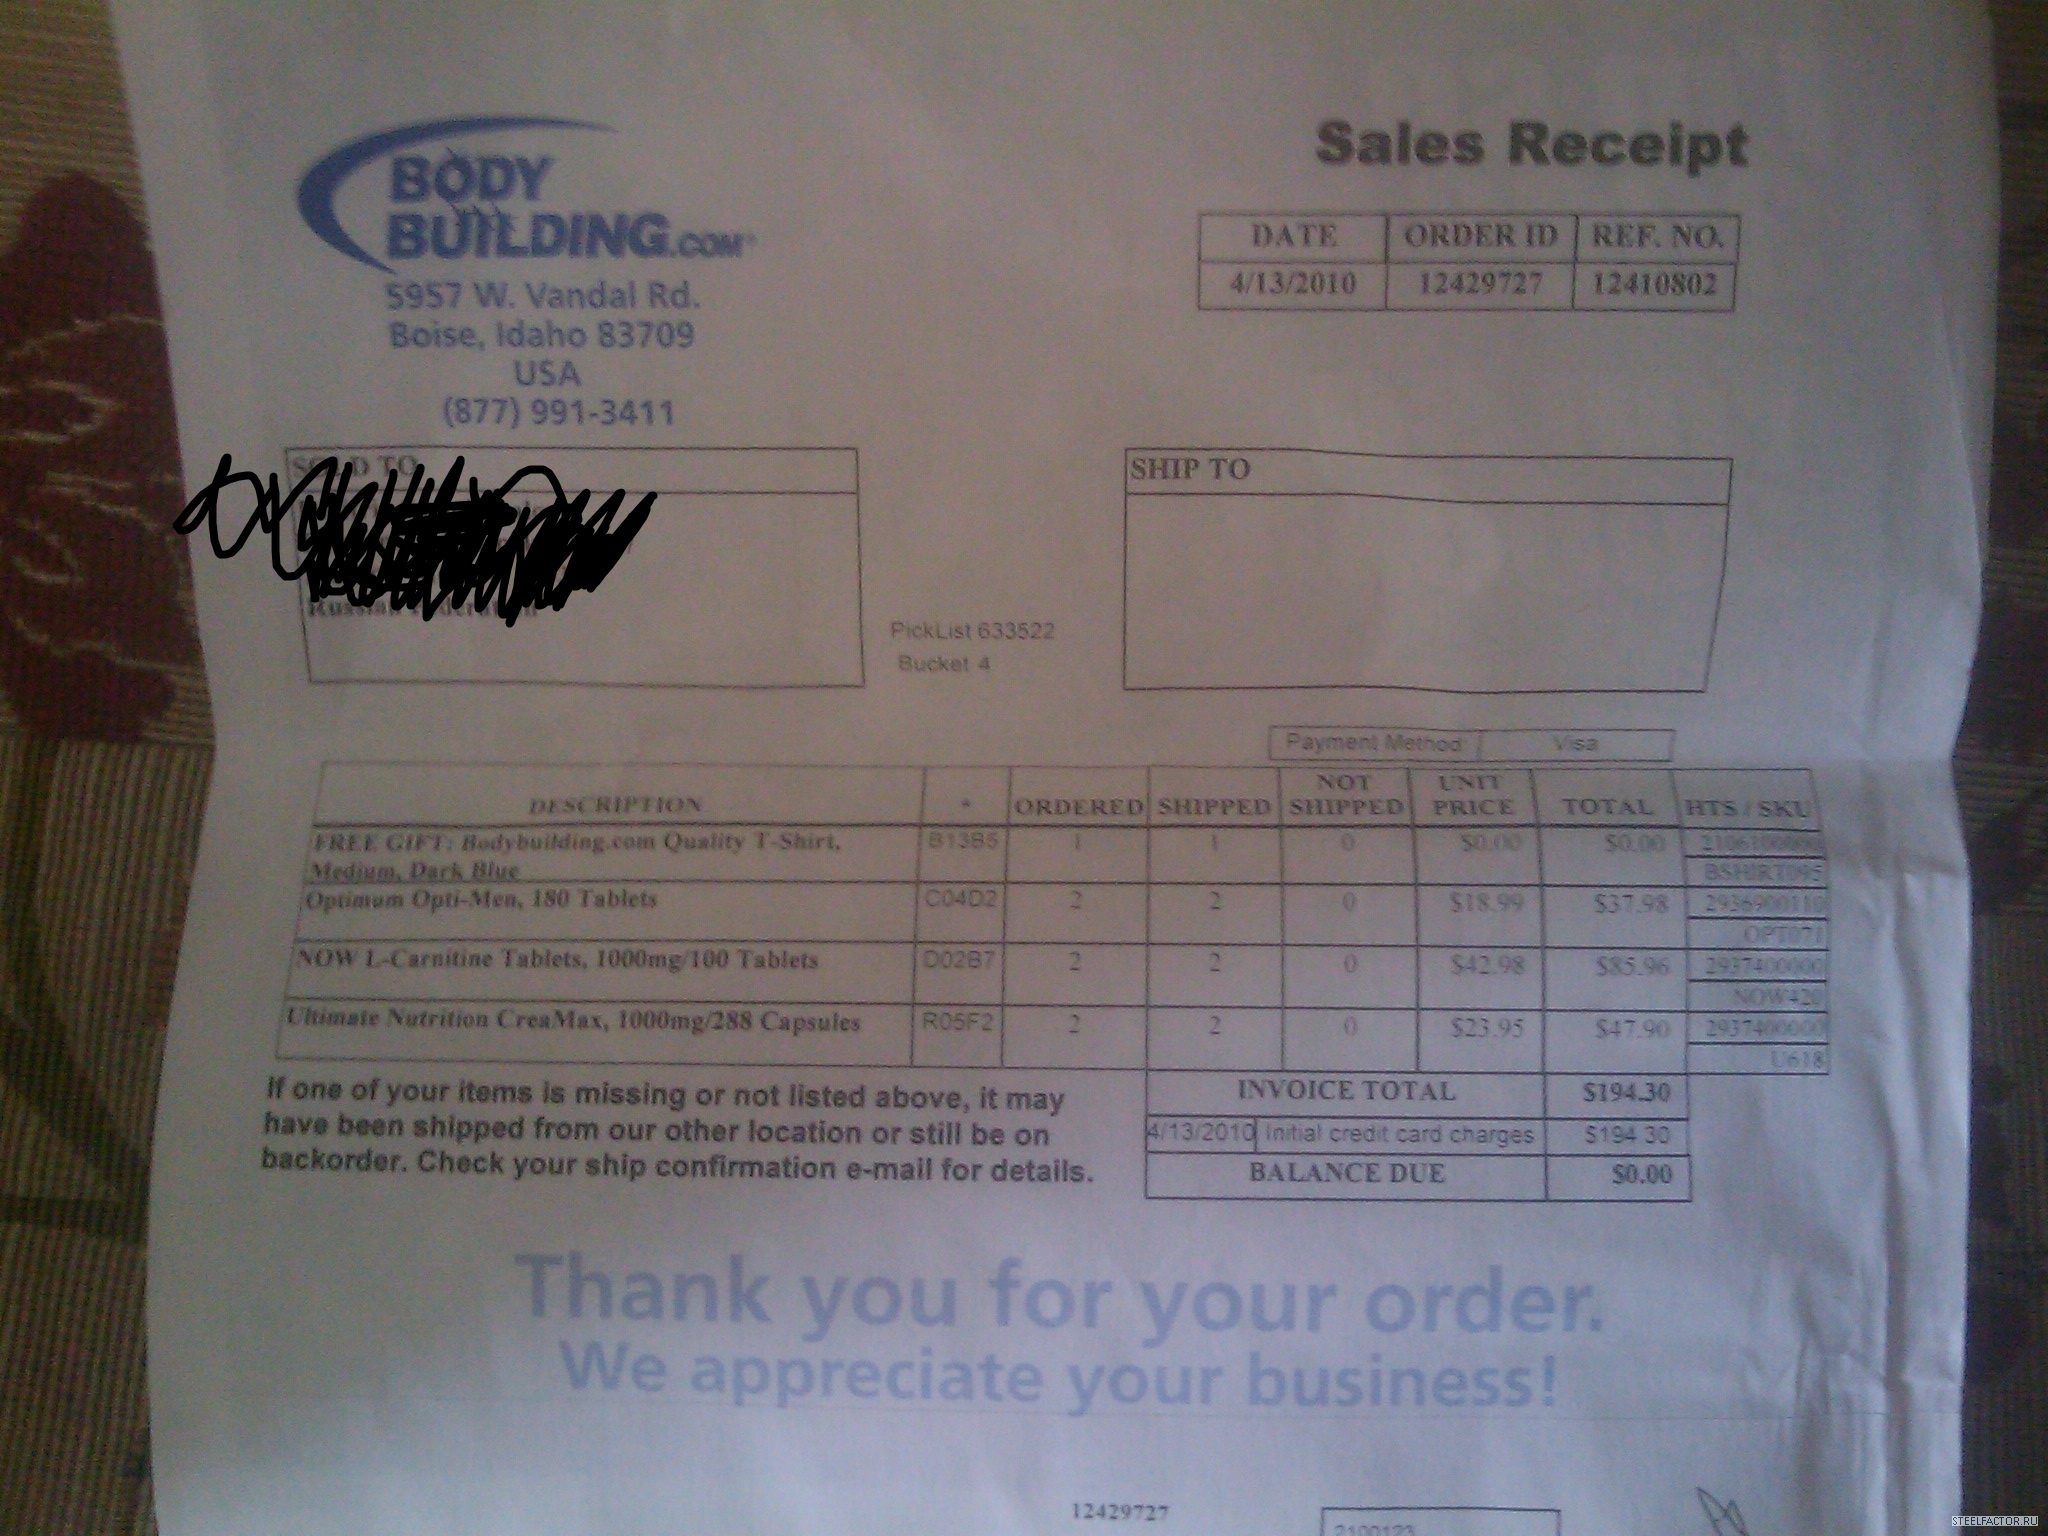 BODY
BUILDING.COM
5957 W. Vandal Rd.
Boise, Idaho 83709
USA
(877) 991-3411
Sales Receipt
DATE ORDER ID REF. NO.
4/13/2010 12429727 12410802
SOLD TO
Russian Federation
SHIP TO
PickList 633522
Bucket 4
Payment Method Visa
DESCRIPTION * ORDERED SHIPPED NOT SHIPPED UNIT PRICE TOTAL HTS / SKU
FREE GIFT: Bodybuilding.com Quality T-Shirt, B13B5 1 1 0 $0.00 $0.00
Medium, Dark Blue BSHIRT095
Optimum Opti-Men, 180 Tablets C04D2 2 2 0 $18.99 $37.98 2936900110
OPT071
NOW L-Carnitine Tablets, 1000mg/100 Tablets D02B7 2 2 0 $42.98 $85.96 2937400000
NOW420
Ultimate Nutrition CreaMax, 1000mg/288 Capsules R05F2 2 2 0 $23.95 $47.90 2937400000
U618
If one of your items is missing or not listed above, it may
have been shipped from our other location or still be on
backorder. Check your ship confirmation e-mail for details.
INVOICE TOTAL $194.30
4/13/2010 Initial credit card charges $194.30
BALANCE DUE $0.00
Thank you for your order.
We appreciate your business!
12429727
2100123
STEELFACTOR.RU